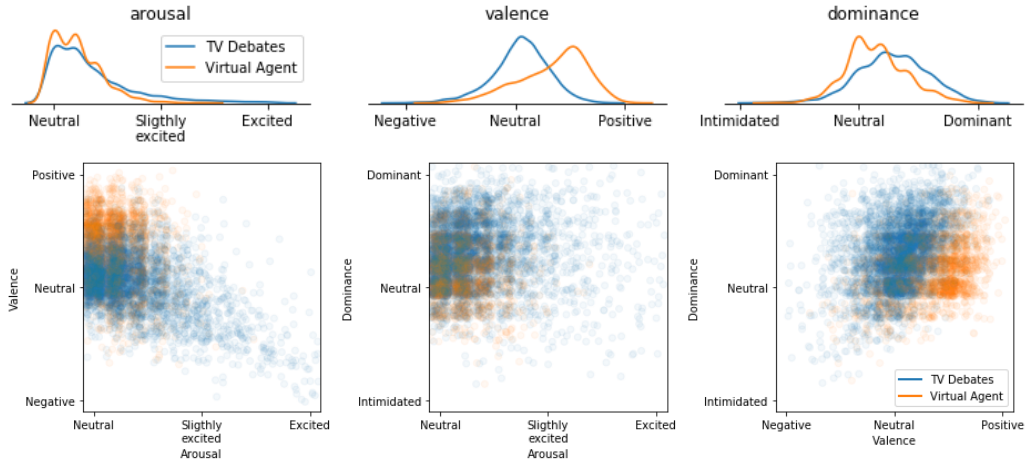 arousal
valence
dominance
TV Debates
Virtual Agent
Neutral
Sligthly
excited
Excited
Negative
Neutral
Positive
Intimidated
Neutral
Dominant
Positive
Neutral
Negative
Valence
Neutral
Sligthly
excited
Excited
Arousal
Dominant
Neutral
Intimidated
Dominance
Neutral
Sligthly
excited
Excited
Arousal
Dominant
Neutral
Intimidated
Dominance
TV Debates
Virtual Agent
Negative
Neutral
Positive
Valence